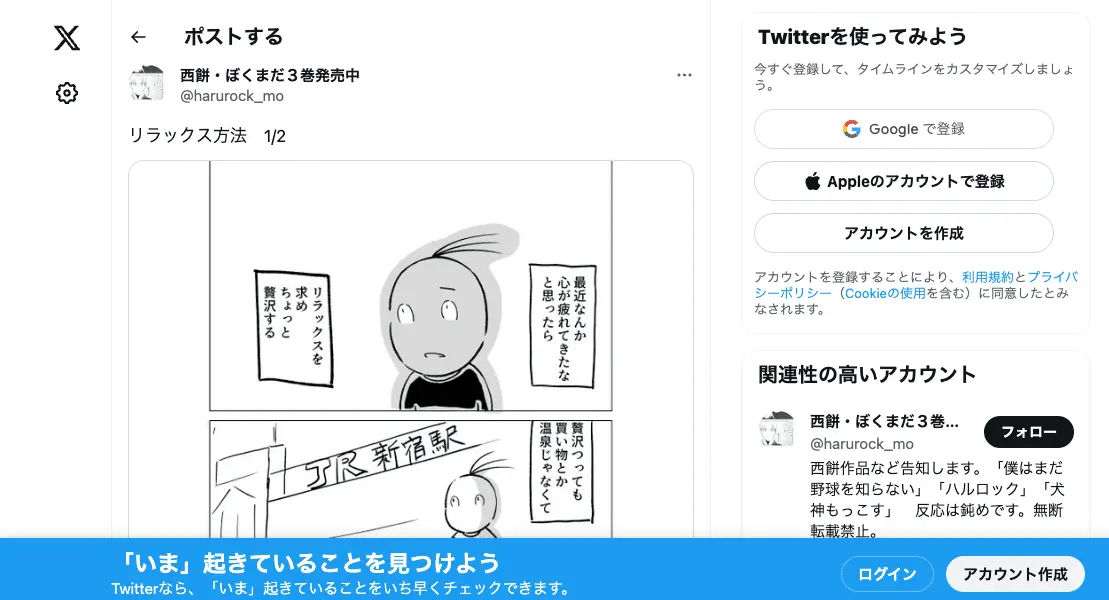 ポストする
西餅・ぼくまだ３巻発売中
@harurock_mo
リラックス方法　1/2
最近なんか
心が疲れてきたな
と思ったら
リラックスを
求め
ちょっと
贅沢する
贅沢つっても
買い物とか
温泉じゃなくて
JR新宿駅
Twitterを使ってみよう
今すぐ登録して、タイムラインをカスタマイズしましょ
う。
Google で登録
Appleのアカウントで登録
アカウントを作成
アカウントを登録することにより、利用規約とプライバ
シーポリシー（Cookieの使用を含む）に同意したとみ
なされます。
関連性の高いアカウント
西餅・ぼくまだ３巻...
@harurock_mo
フォロー
西餅作品など告知します。「僕はまだ
野球を知らない」「ハルロック」「犬
神もっこす」　反応は鈍めです。無断
転載禁止。
「いま」起きていることを見つけよう
Twitterなら、「いま」起きていることをいち早くチェックできます。
ログイン
アカウント作成